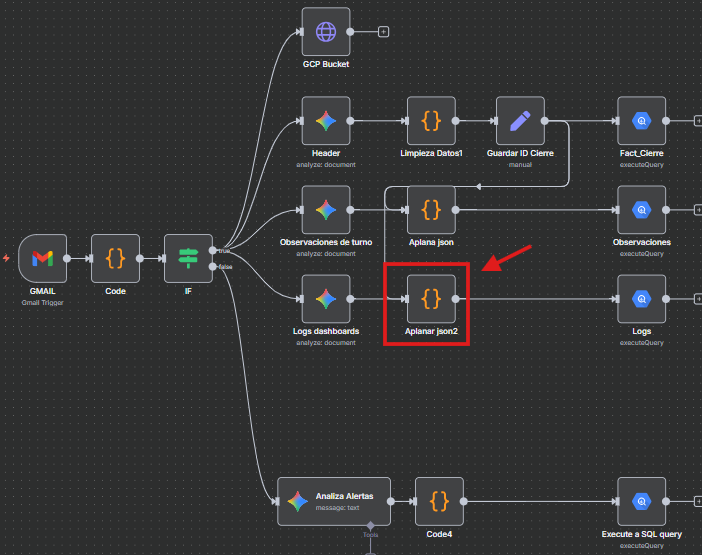 GCP Bucket
Header
analyze: document
Limpieza Datos1
Guardar ID Cierre
manual
Fact_Cierre
executeQuery
Observaciones de turno
analyze: document
Aplana json
Observaciones
executeQuery
GMAIL
Gmail Trigger
Code
IF
true
false
Logs dashboards
analyze: document
Aplanar json2
Logs
executeQuery
Analiza Alertas
message: text
Tools
Code4
Execute a SQL query
executeQuery